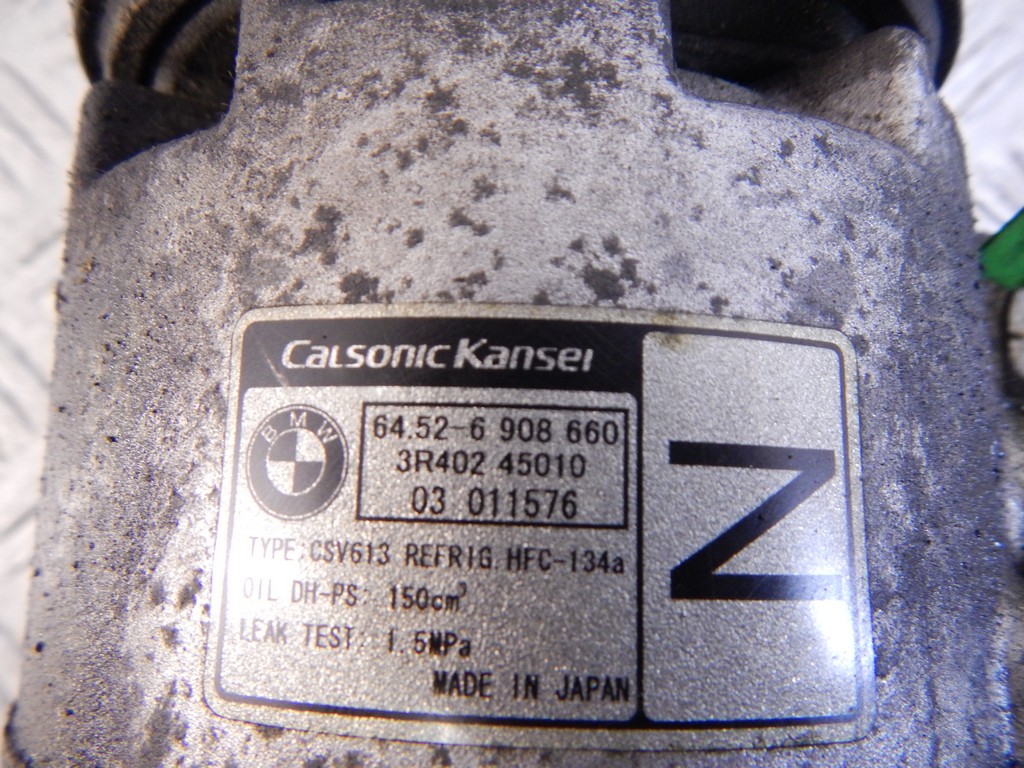 Calsonic Kansei
BMW
64.52-6 908 660
3R402 45010
03 011576
TYPE:CSV613 REFRIG.HFC-134a
OIL DH-PS: 150cm³
LEAK TEST: 1.5MPa
MADE IN JAPAN
N